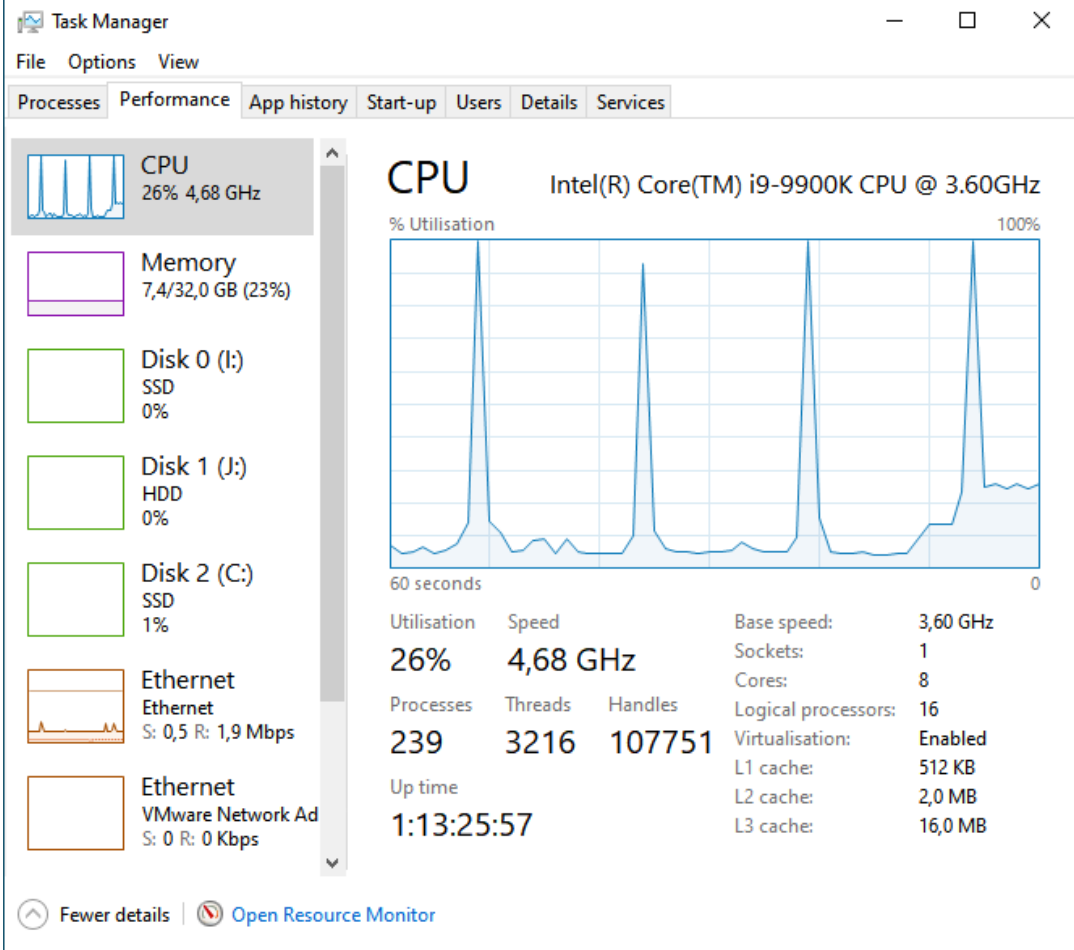 Task Manager
File Options View
Processes Performance App history Start-up Users Details Services
CPU
26% 4,68 GHz
Memory
7,4/32,0 GB (23%)
Disk 0 (I:)
SSD
0%
Disk 1 (J:)
HDD
0%
Disk 2 (C:)
SSD
1%
Ethernet
Ethernet
S: 0,5 R: 1,9 Mbps
Ethernet
VMware Network Ad
S: 0 R: 0 Kbps
CPU
Intel(R) Core(TM) i9-9900K CPU @ 3.60GHz
% Utilisation 100%
60 seconds 0
Utilisation Speed
26% 4,68 GHz
Processes Threads Handles
239 3216 107751
Up time
1:13:25:57
Base speed: 3,60 GHz
Sockets: 1
Cores: 8
Logical processors: 16
Virtualisation: Enabled
L1 cache: 512 KB
L2 cache: 2,0 MB
L3 cache: 16,0 MB
Fewer details Open Resource Monitor